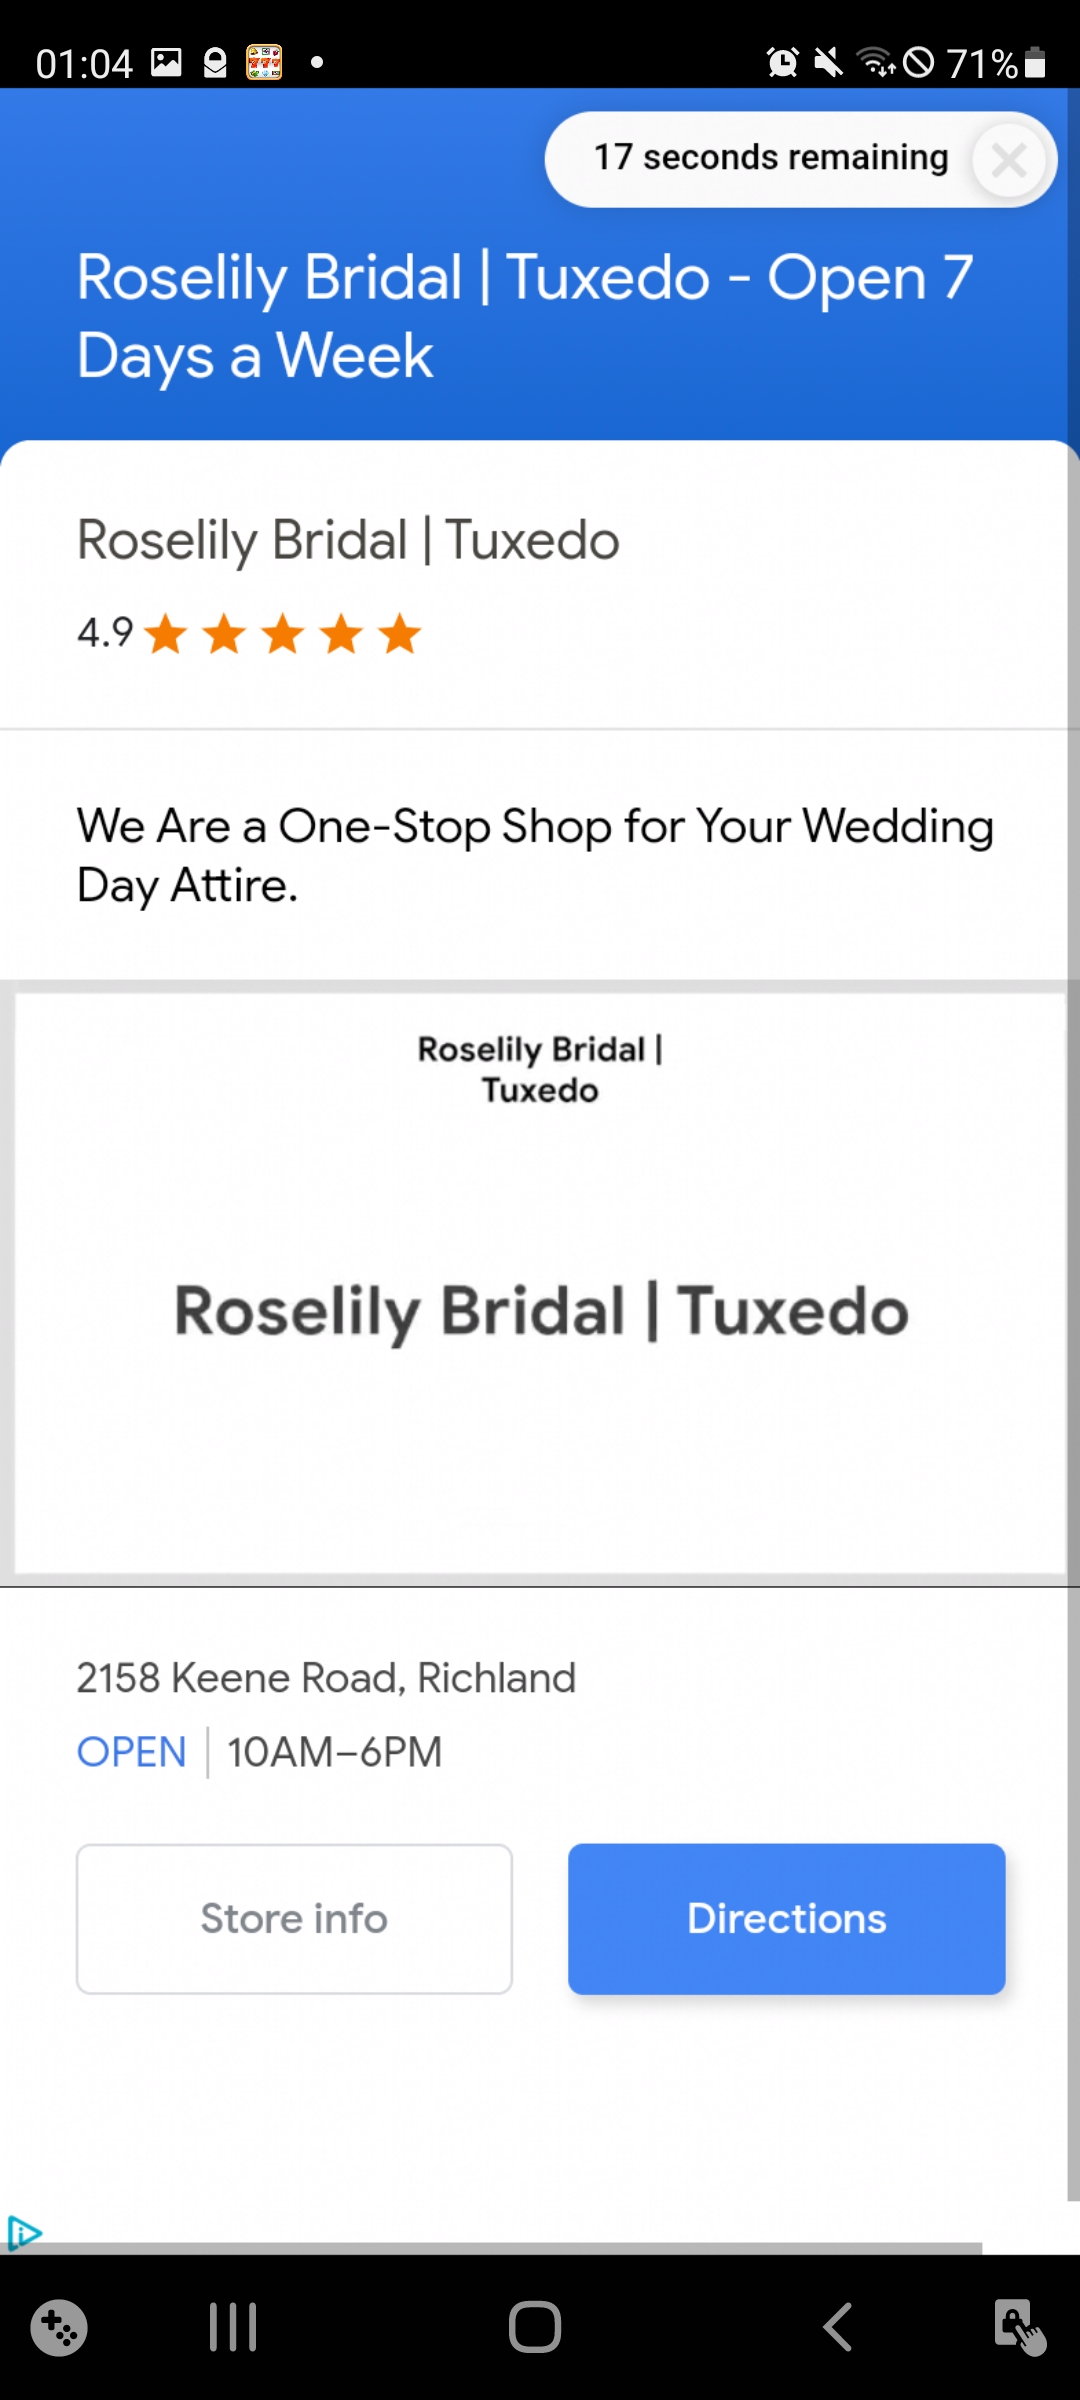 01:04
71%
17 seconds remaining
Roselily Bridal | Tuxedo - Open 7
Days a Week
Roselily Bridal | Tuxedo
4.9
We Are a One-Stop Shop for Your Wedding
Day Attire.
Roselily Bridal |
Tuxedo
Roselily Bridal | Tuxedo
2158 Keene Road, Richland
OPEN | 10AM–6PM
Store info
Directions